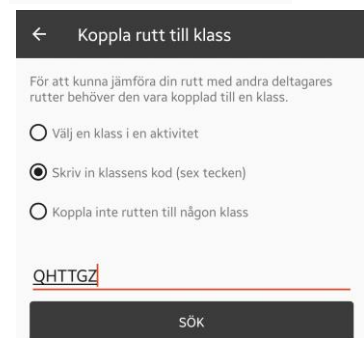 Koppla rutt till klass
För att kunna jämföra din rutt med andra deltagares
rutter behöver den vara kopplad till en klass.
Välj en klass i en aktivitet
Skriv in klassens kod (sex tecken)
Koppla inte rutten till någon klass
QHTTGZ
SÖK